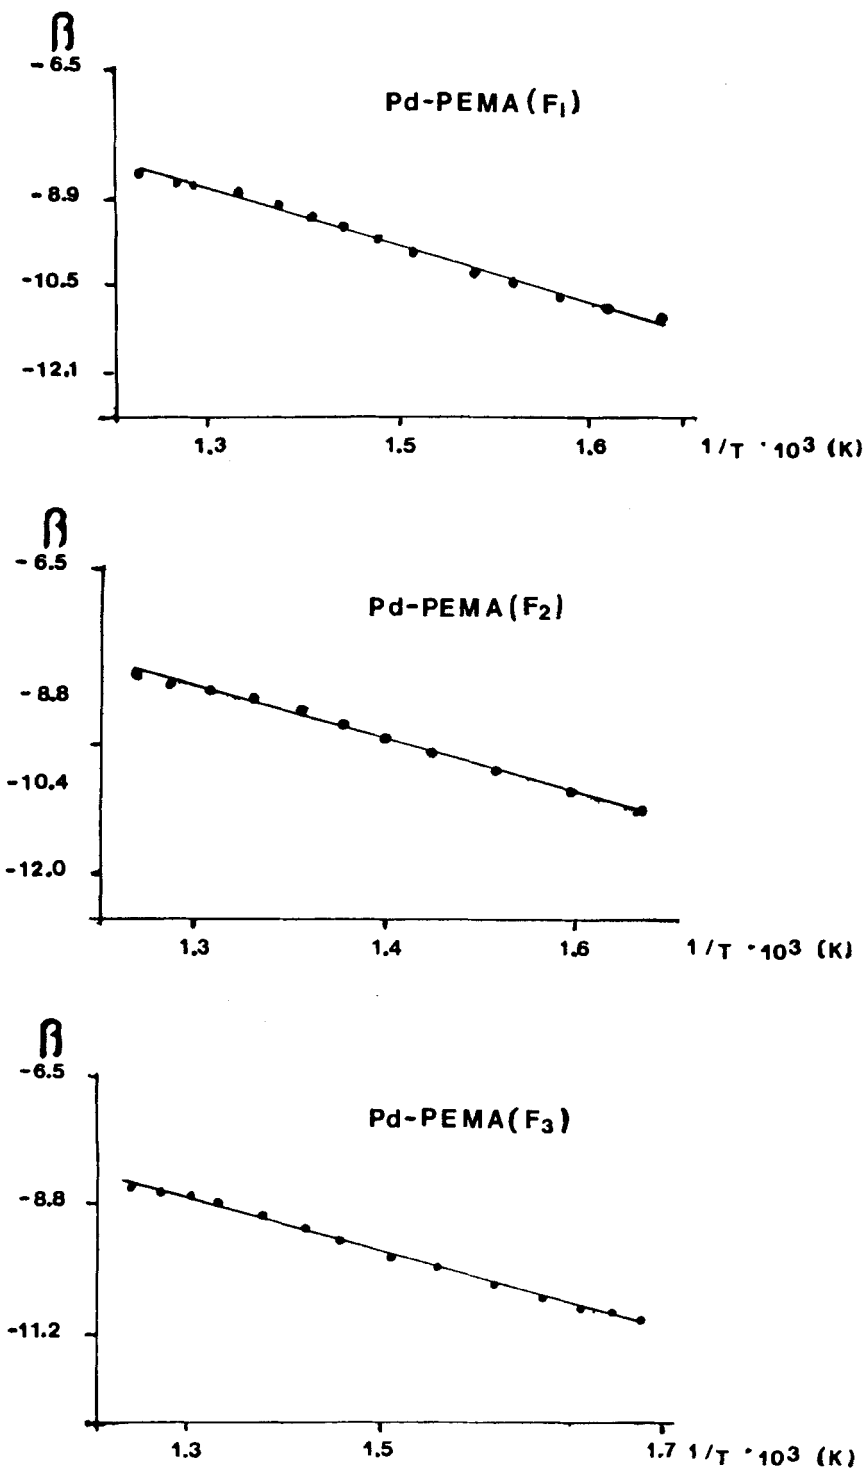 β
-6.5
Pd-PEMA(F1)
-8.9
-10.5
-12.1
1.3 1.5 1.6 1/T · 10³ (K)
β
-6.5
Pd-PEMA(F2)
-8.8
-10.4
-12.0
1.3 1.4 1.6 1/T · 10³ (K)
β
-6.5
Pd-PEMA(F3)
-8.8
-11.2
1.3 1.5 1.7 1/T · 10³ (K)